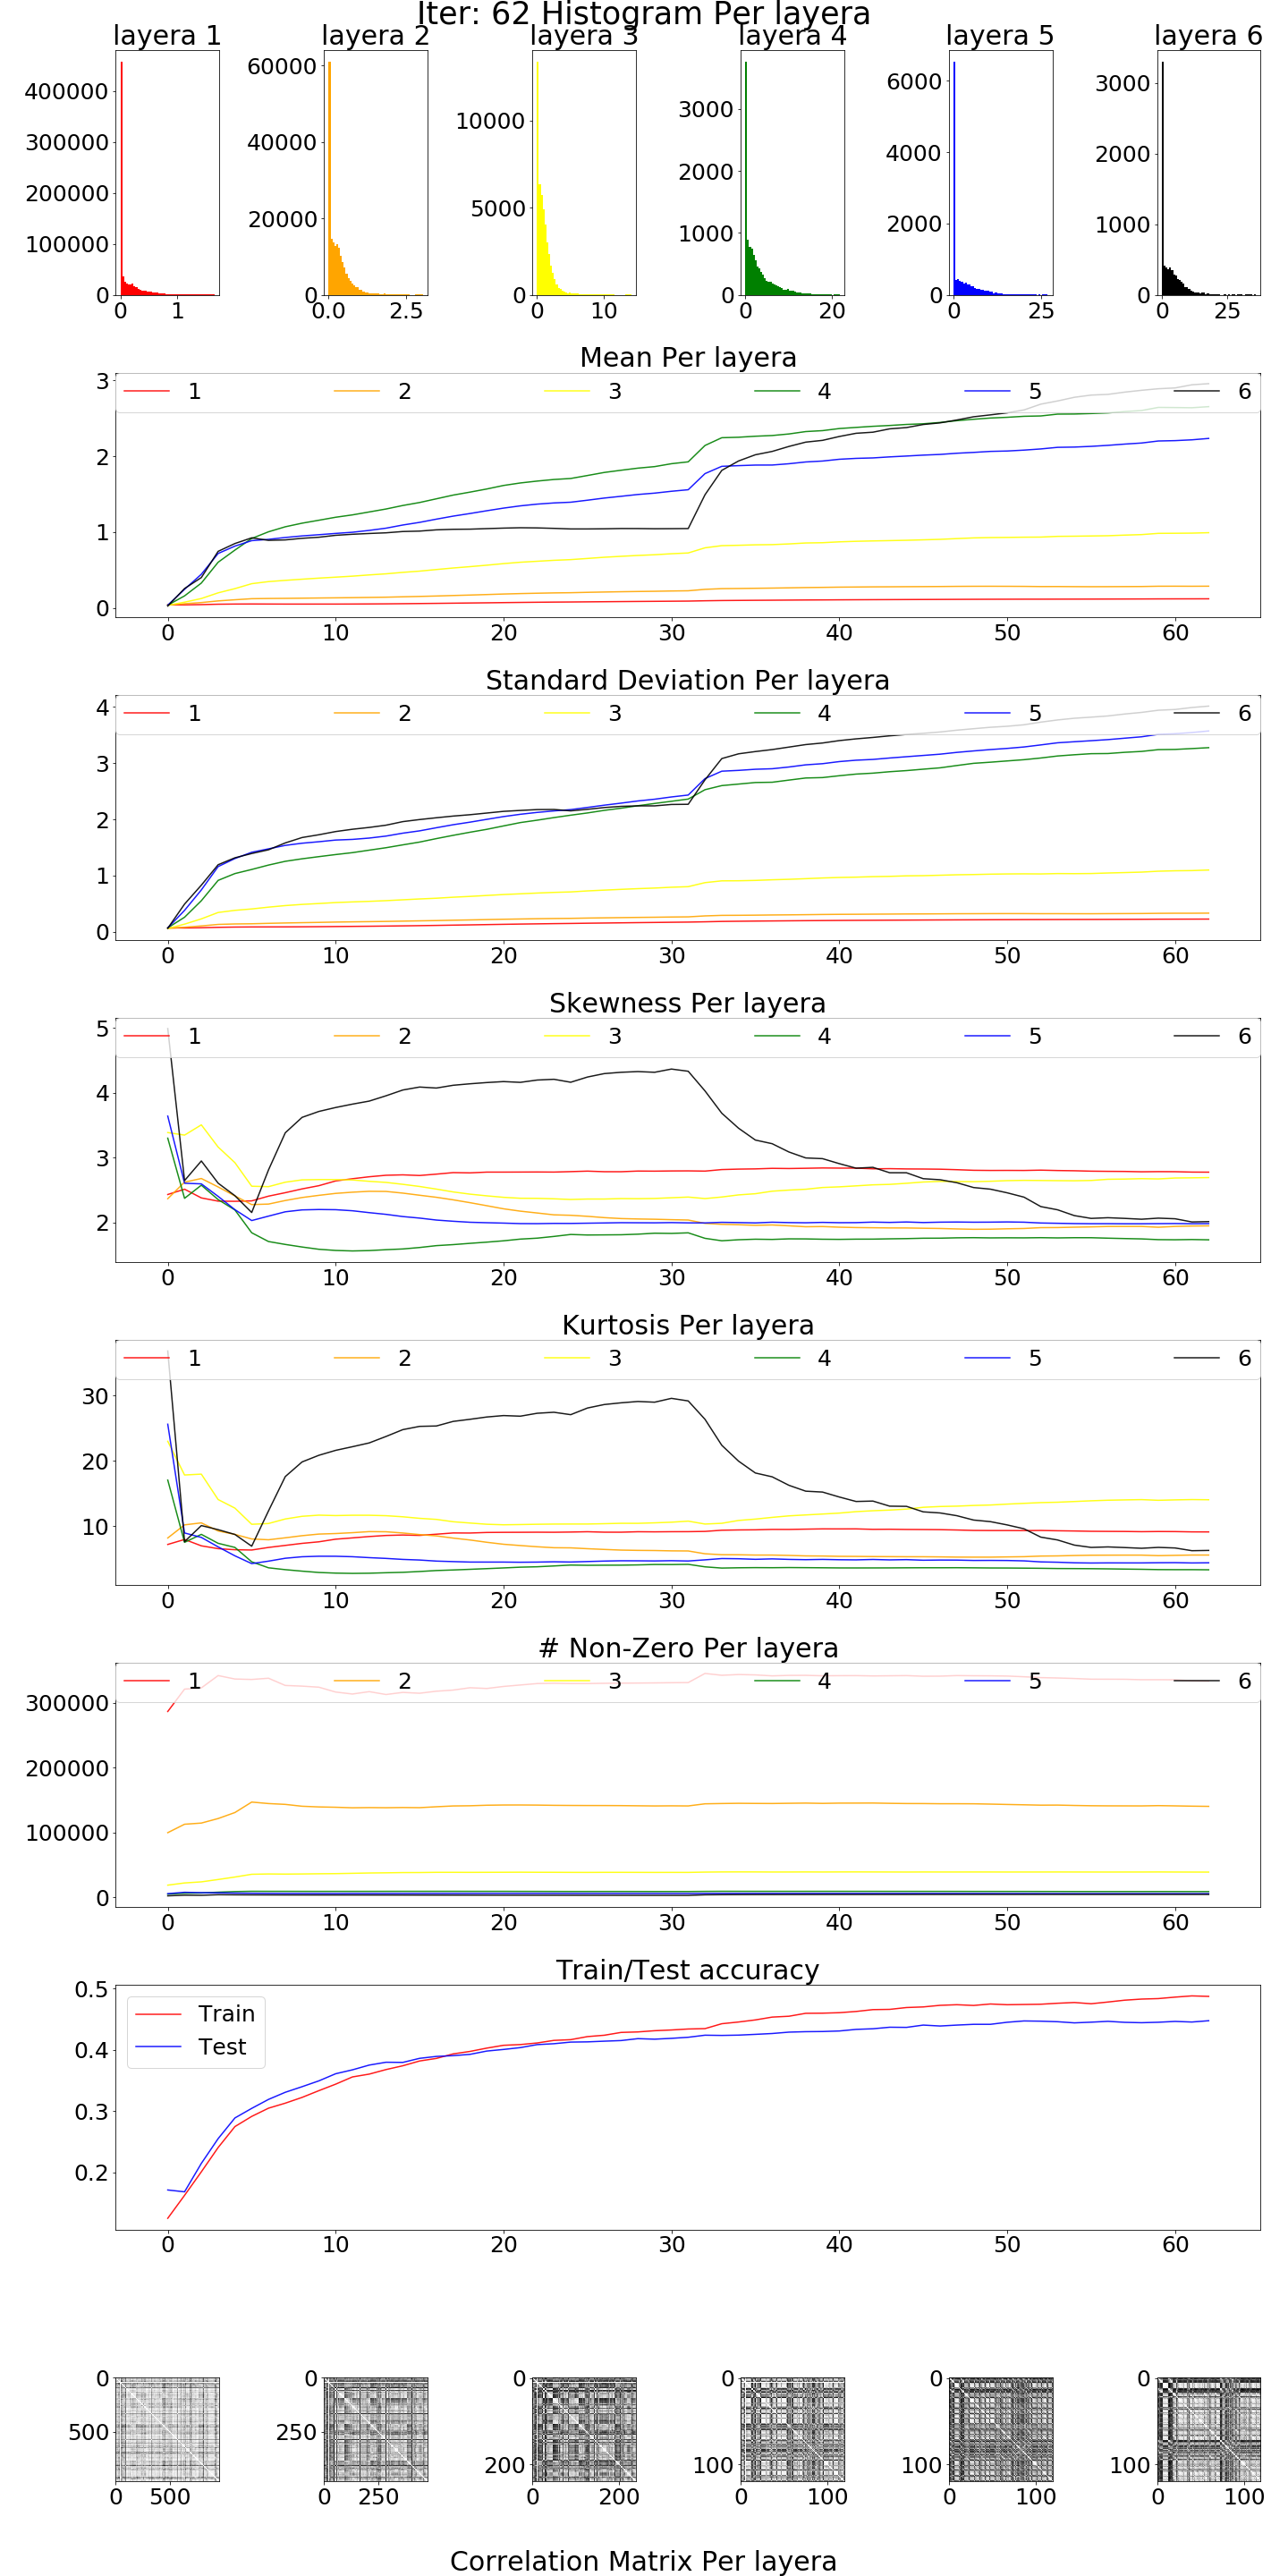 Iter: 62 Histogram Per layera
layera 1 layera 2 layera 3 layera 4 layera 5 layera 6
400000 300000 200000 100000 0 0 1
60000 40000 20000 0 0.0 2.5
10000 5000 0 0 10
3000 2000 1000 0 0 20
6000 4000 2000 0 0 25
3000 2000 1000 0 0 25
Mean Per layera
1 2 3 4 5 6
3
2
1
0
0 10 20 30 40 50 60
Standard Deviation Per layera
1 2 3 4 5 6
4
3
2
1
0
0 10 20 30 40 50 60
Skewness Per layera
1 2 3 4 5 6
5
4
3
2
0 10 20 30 40 50 60
Kurtosis Per layera
1 2 3 4 5 6
30
20
10
0 10 20 30 40 50 60
# Non-Zero Per layera
1 2 3 4 5 6
300000
200000
100000
0
0 10 20 30 40 50 60
Train/Test accuracy
Train
Test
0.5
0.4
0.3
0.2
0 10 20 30 40 50 60
0 500 0 500
0 250 0 250
0 200 0 200
0 100 0 100
0 100 0 100
0 100 0 100
Correlation Matrix Per layera